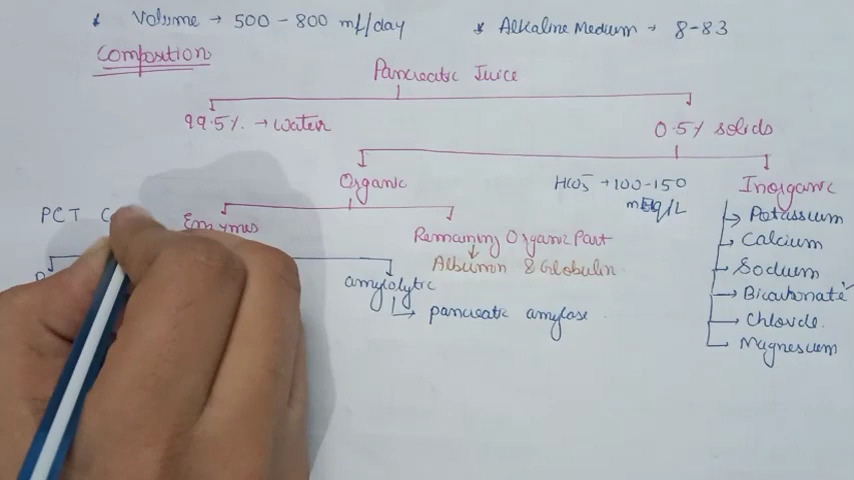 * Volume → 500 - 800 ml/day
* Alkaline Medium → 8-83
Composition
Pancreatic Juice
99.5% → Water
0.5% solids
Organic
HCO3⁻ → 100-150
mEq/L
Inorganic
PCT C
Enzymes
Remaining Organic Part
Albumin & Globulin
amylolytic
pancreatic amylase
Potassium
Calcium
Sodium
Bicarbonate
Chloride.
Magnesium